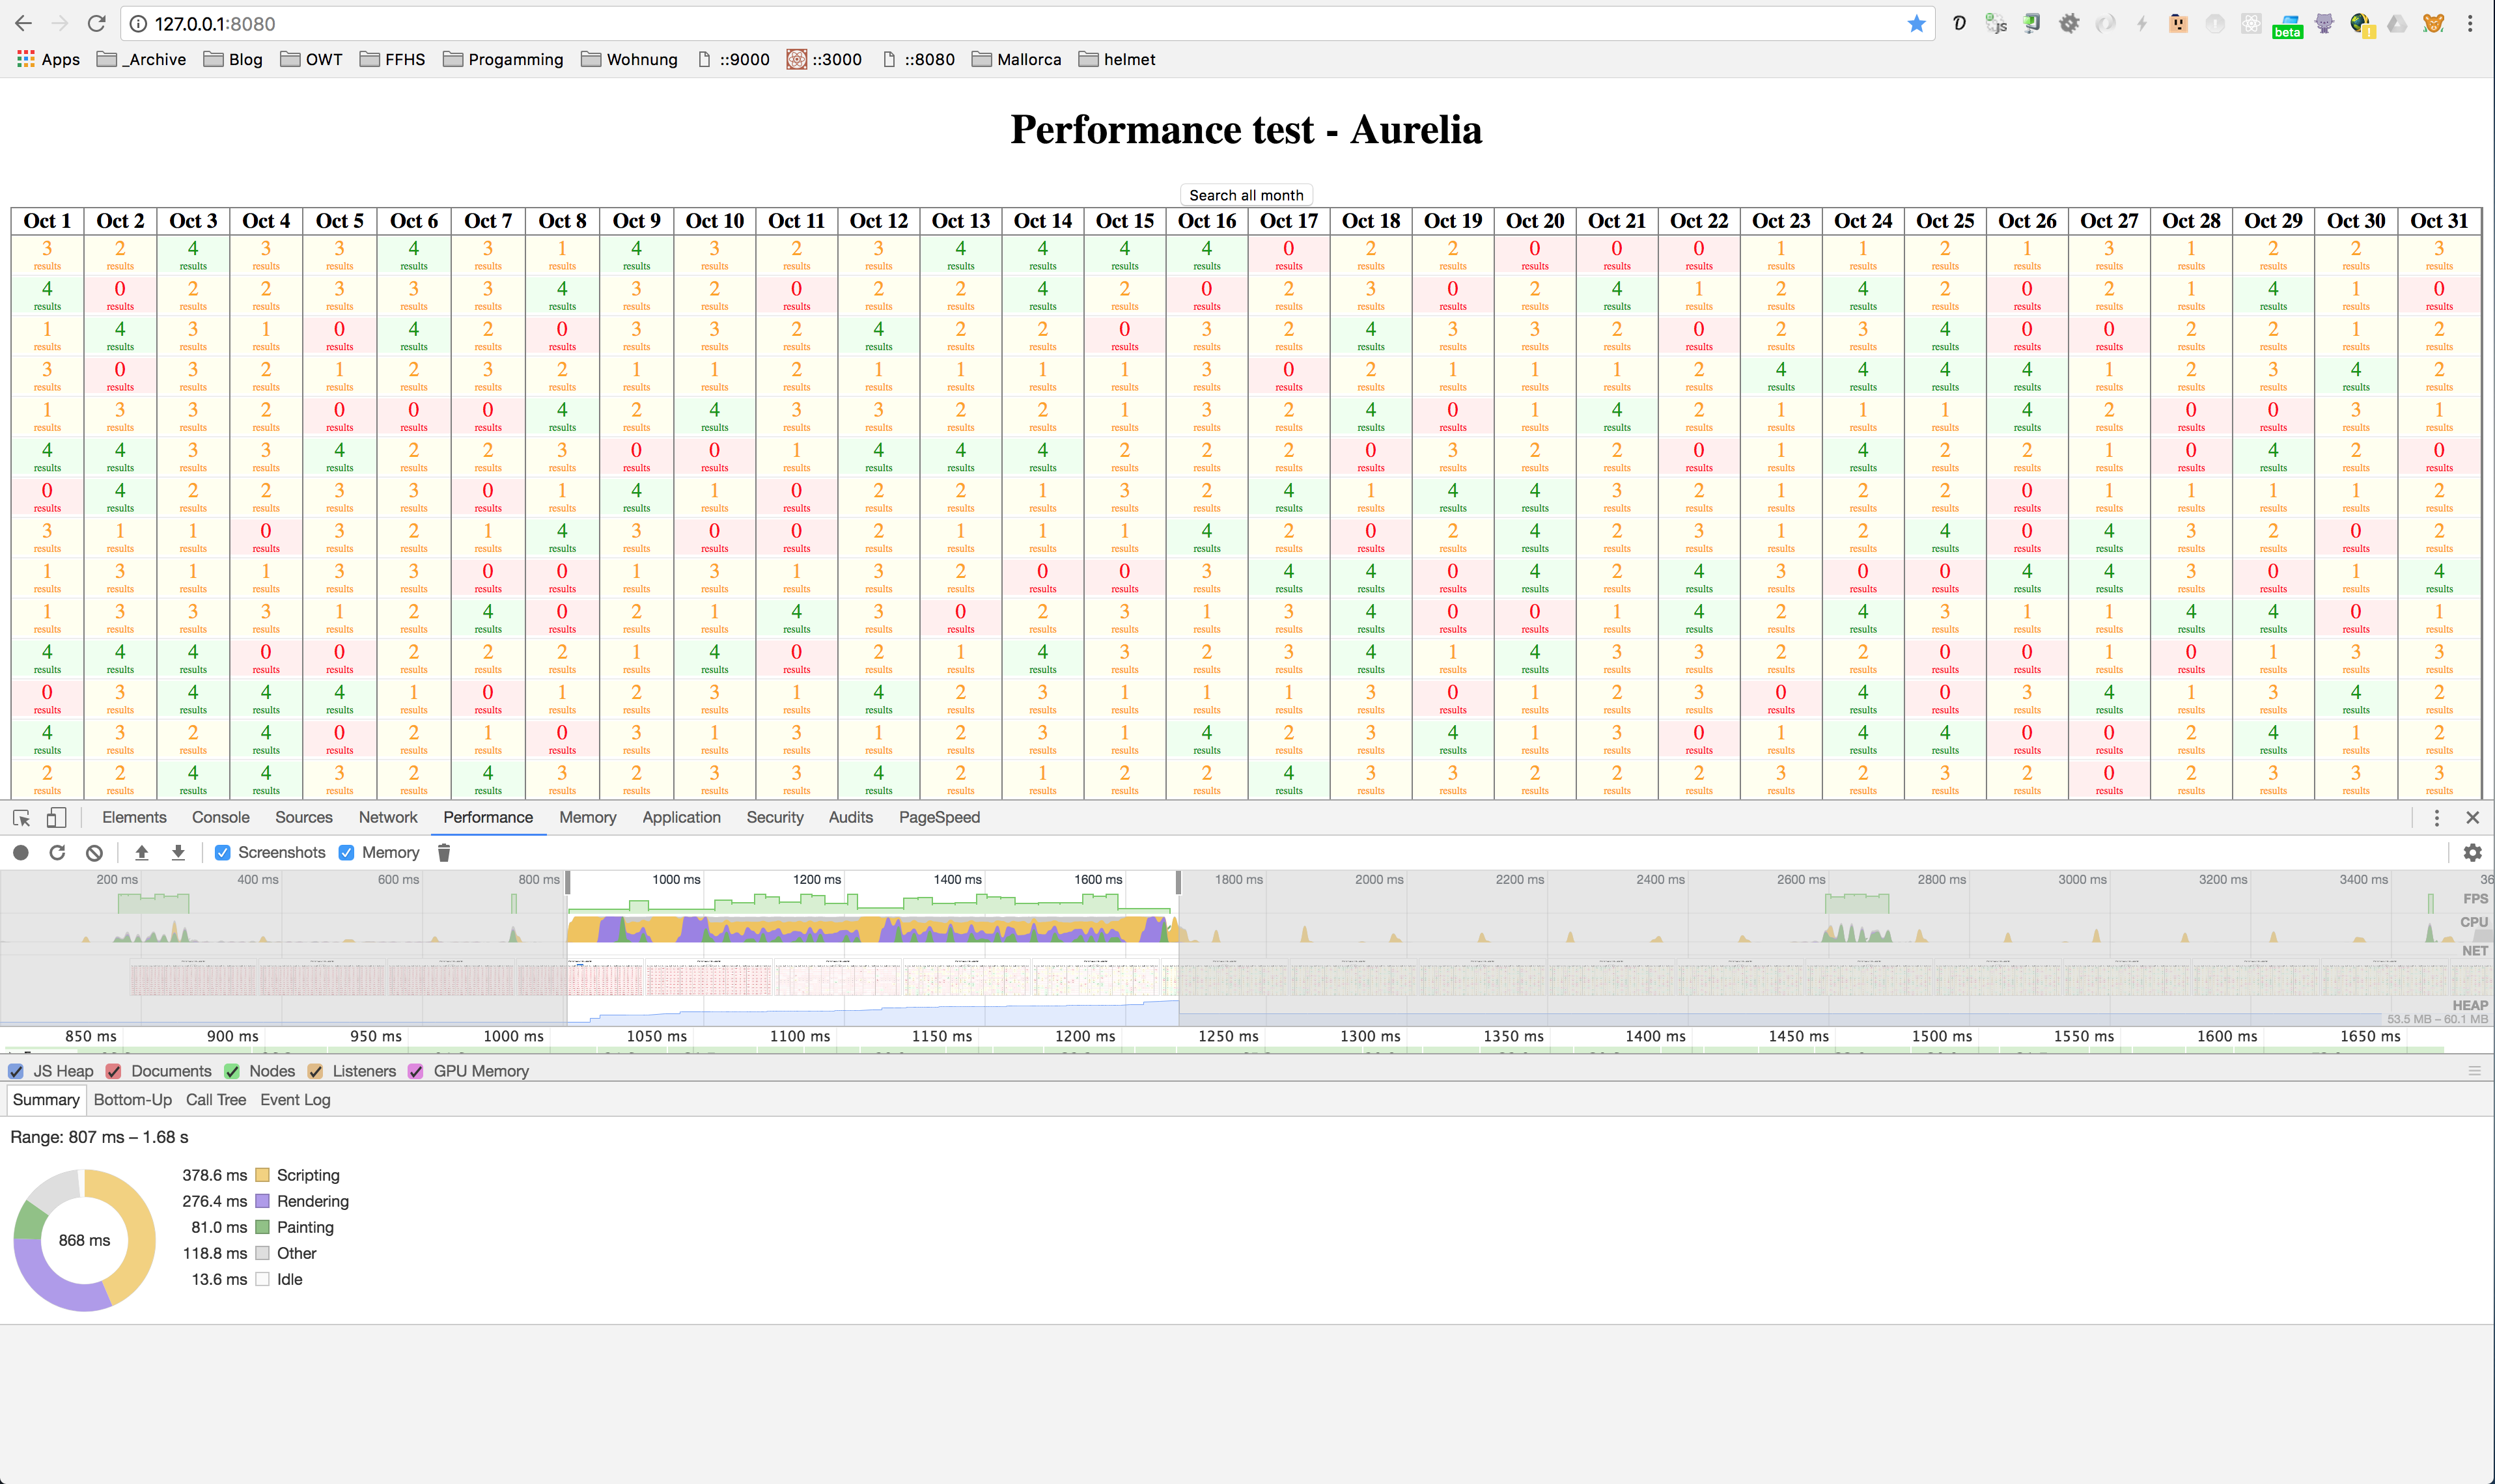 127.0.0.1:8080
beta
Apps _Archive Blog OWT FFHS Progamming Wohnung ::9000 ::3000 ::8080 Mallorca helmet
Performance test - Aurelia
Search all month
Oct 1 Oct 2 Oct 3 Oct 4 Oct 5 Oct 6 Oct 7 Oct 8 Oct 9 Oct 10 Oct 11 Oct 12 Oct 13 Oct 14 Oct 15 Oct 16 Oct 17 Oct 18 Oct 19 Oct 20 Oct 21 Oct 22 Oct 23 Oct 24 Oct 25 Oct 26 Oct 27 Oct 28 Oct 29 Oct 30 Oct 31
3 2 4 3 3 4 3 1 4 3 2 3 4 4 4 4 0 2 2 0 0 0 1 1 2 1 3 1 2 2 3
results results results results results results results results results results results results results results results results results results results results results results results results results results results results results results results
4 0 2 2 3 3 3 4 3 2 0 2 2 4 2 0 2 3 0 2 4 1 2 4 2 0 2 1 4 1 0
results results results results results results results results results results results results results results results results results results results results results results results results results results results results results results results
1 4 3 1 0 4 2 0 3 3 2 4 2 2 0 3 2 4 3 3 2 0 2 3 4 0 0 2 2 1 2
results results results results results results results results results results results results results results results results results results results results results results results results results results results results results results results
3 0 3 2 1 2 3 2 1 1 2 1 1 1 1 3 0 2 1 1 1 2 4 4 4 4 1 2 3 4 2
results results results results results results results results results results results results results results results results results results results results results results results results results results results results results results results
1 3 3 2 0 0 0 4 2 4 3 3 2 2 1 3 2 4 0 1 4 2 1 1 1 4 2 0 0 3 1
results results results results results results results results results results results results results results results results results results results results results results results results results results results results results results results
4 4 3 3 4 2 2 3 0 0 1 4 4 4 2 2 2 0 3 2 2 0 1 4 2 2 1 0 4 2 0
results results results results results results results results results results results results results results results results results results results results results results results results results results results results results results results
0 4 2 2 3 3 0 1 4 1 0 2 2 1 3 2 4 1 4 4 3 2 1 2 2 0 1 1 1 1 2
results results results results results results results results results results results results results results results results results results results results results results results results results results results results results results results
3 1 1 0 3 2 1 4 3 0 0 2 1 1 1 4 2 0 2 4 2 3 1 2 4 0 4 3 2 0 2
results results results results results results results results results results results results results results results results results results results results results results results results results results results results results results results
1 3 1 1 3 3 0 0 1 3 1 3 2 0 0 3 4 4 0 4 2 4 3 0 0 4 4 3 0 1 4
results results results results results results results results results results results results results results results results results results results results results results results results results results results results results results results
1 3 3 3 1 2 4 0 2 1 4 3 0 2 3 1 3 4 0 0 1 4 2 4 3 1 1 4 4 0 1
results results results results results results results results results results results results results results results results results results results results results results results results results results results results results results results
4 4 4 0 0 2 2 2 1 4 0 2 1 4 3 2 3 4 1 4 3 3 2 2 0 0 1 0 1 3 3
results results results results results results results results results results results results results results results results results results results results results results results results results results results results results results results
0 3 4 4 4 1 0 1 2 3 1 4 2 3 1 1 1 3 0 1 2 3 0 4 0 3 4 1 3 4 2
results results results results results results results results results results results results results results results results results results results results results results results results results results results results results results results
4 3 2 4 0 2 1 0 3 1 3 1 2 3 1 4 2 3 4 1 3 0 1 4 4 0 0 2 4 1 2
results results results results results results results results results results results results results results results results results results results results results results results results results results results results results results results
2 2 4 4 3 2 4 3 2 3 3 4 2 1 2 2 4 3 3 2 2 2 3 2 3 2 0 2 3 3 3
results results results results results results results results results results results results results results results results results results results results results results results results results results results results results results results
Elements Console Sources Network Performance Memory Application Security Audits PageSpeed
Screenshots Memory
200 ms 400 ms 600 ms 800 ms 1000 ms 1200 ms 1400 ms 1600 ms 1800 ms 2000 ms 2200 ms 2400 ms 2600 ms 2800 ms 3000 ms 3200 ms 3400 ms 36
FPS
CPU
NET
HEAP
53.5 MB – 60.1 MB
850 ms 900 ms 950 ms 1000 ms 1050 ms 1100 ms 1150 ms 1200 ms 1250 ms 1300 ms 1350 ms 1400 ms 1450 ms 1500 ms 1550 ms 1600 ms 1650 ms
JS Heap Documents Nodes Listeners GPU Memory
Summary Bottom-Up Call Tree Event Log
Range: 807 ms – 1.68 s
378.6 ms Scripting
276.4 ms Rendering
81.0 ms Painting
868 ms
118.8 ms Other
13.6 ms Idle